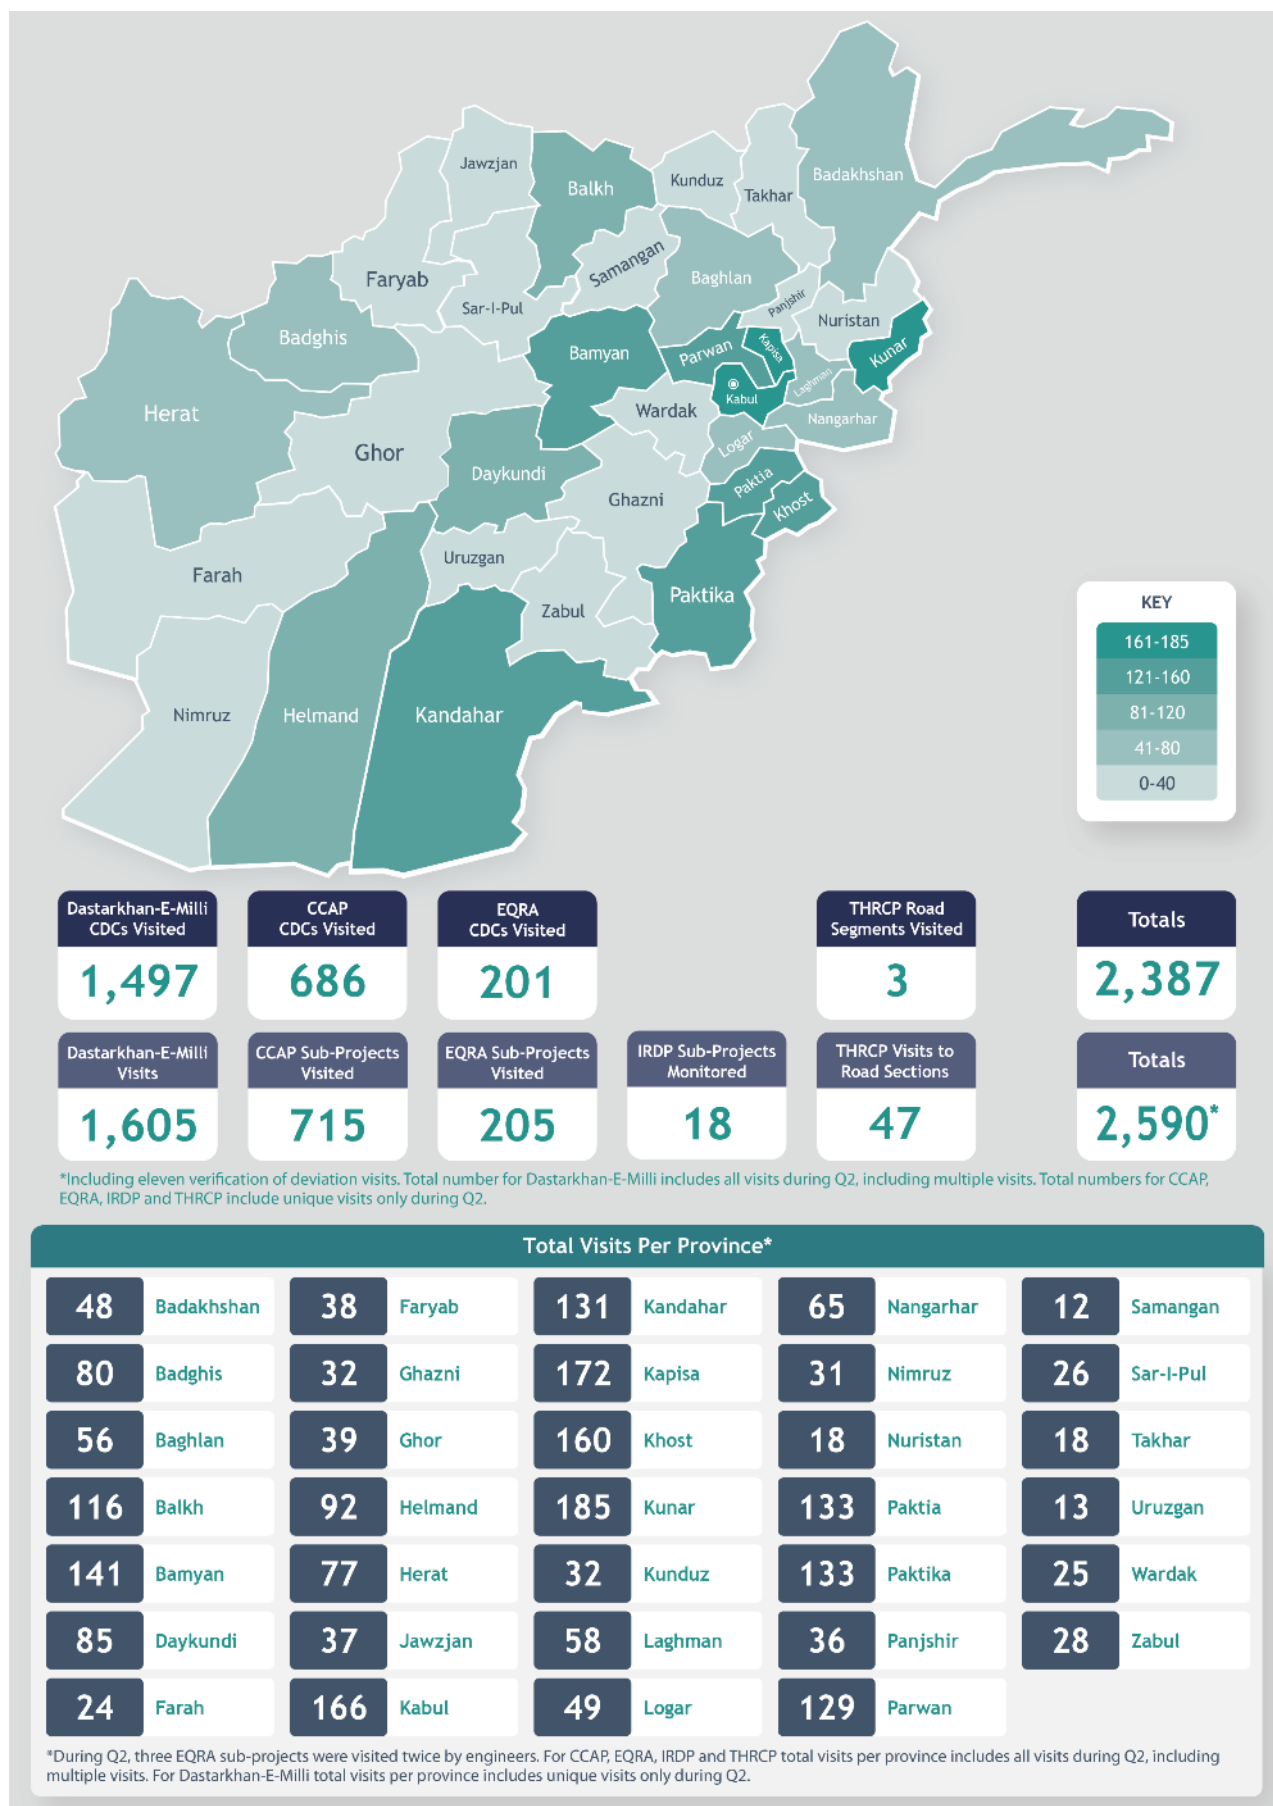 Jawzjan
Balkh
Kunduz
Takhar
Badakhshan
Faryab
Sar-I-Pul
Samangan
Baghlan
Panjshir
Nuristan
Badghis
Bamyan
Parwan
Kapisa
Kunar
Herat
Kabul
Laghman
Wardak
Nangarhar
Ghor
Logar
Daykundi
Ghazni
Paktia
Khost
Farah
Uruzgan
Zabul
Paktika
Nimruz
Helmand
Kandahar
KEY
161-185
121-160
81-120
41-80
0-40
Dastarkhan-E-Milli
CDCs Visited
1,497
CCAP
CDCs Visited
686
EQRA
CDCs Visited
201
THRCP Road
Segments Visited
3
Totals
2,387
Dastarkhan-E-Milli
Visits
1,605
CCAP Sub-Projects
Visited
715
EQRA Sub-Projects
Visited
205
IRDP Sub-Projects
Monitored
18
THRCP Visits to
Road Sections
47
Totals
2,590*
*Including eleven verification of deviation visits. Total number for Dastarkhan-E-Milli includes all visits during Q2, including multiple visits. Total numbers for CCAP,
EQRA, IRDP and THRCP include unique visits only during Q2.
Total Visits Per Province*
48 Badakhshan 38 Faryab 131 Kandahar 65 Nangarhar 12 Samangan
80 Badghis 32 Ghazni 172 Kapisa 31 Nimruz 26 Sar-I-Pul
56 Baghlan 39 Ghor 160 Khost 18 Nuristan 18 Takhar
116 Balkh 92 Helmand 185 Kunar 133 Paktia 13 Uruzgan
141 Bamyan 77 Herat 32 Kunduz 133 Paktika 25 Wardak
85 Daykundi 37 Jawzjan 58 Laghman 36 Panjshir 28 Zabul
24 Farah 166 Kabul 49 Logar 129 Parwan
*During Q2, three EQRA sub-projects were visited twice by engineers. For CCAP, EQRA, IRDP and THRCP total visits per province includes all visits during Q2, including
multiple visits. For Dastarkhan-E-Milli total visits per province includes unique visits only during Q2.